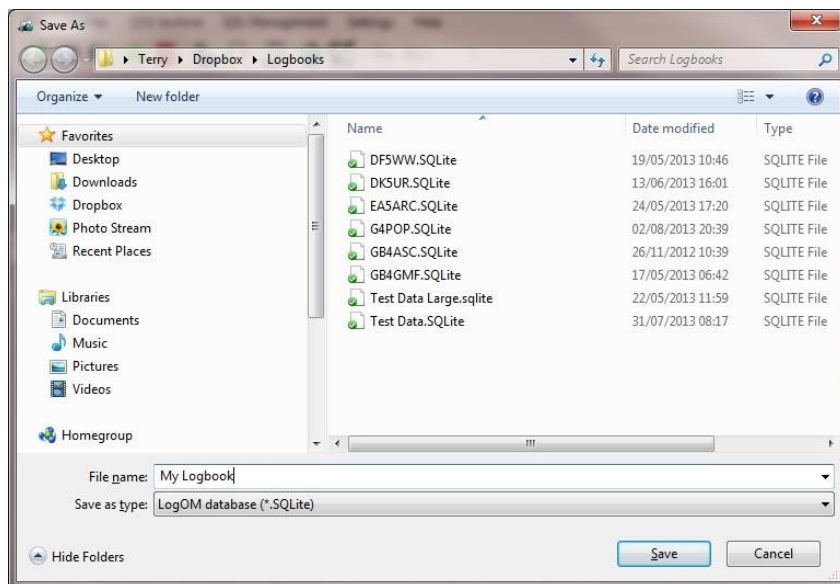 Save As
Terry ▸ Dropbox ▸ Logbooks
Search Logbooks
Organize
New folder
Favorites
Desktop
Downloads
Dropbox
Photo Stream
Recent Places
Libraries
Documents
Music
Pictures
Videos
Homegroup
Name Date modified Type
DF5WW.SQLite 19/05/2013 10:46 SQLITE File
DK5UR.SQLite 13/06/2013 16:01 SQLITE File
EA5ARC.SQLite 24/05/2013 17:20 SQLITE File
G4POP.SQLite 02/08/2013 20:39 SQLITE File
GB4ASC.SQLite 26/11/2012 10:39 SQLITE File
GB4GMF.SQLite 17/05/2013 06:42 SQLITE File
Test Data Large.sqlite 22/05/2013 11:59 SQLITE File
Test Data.SQLite 31/07/2013 08:17 SQLITE File
File name: My Logbook
Save as type: LogOM database (*.SQLite)
Hide Folders
Save
Cancel